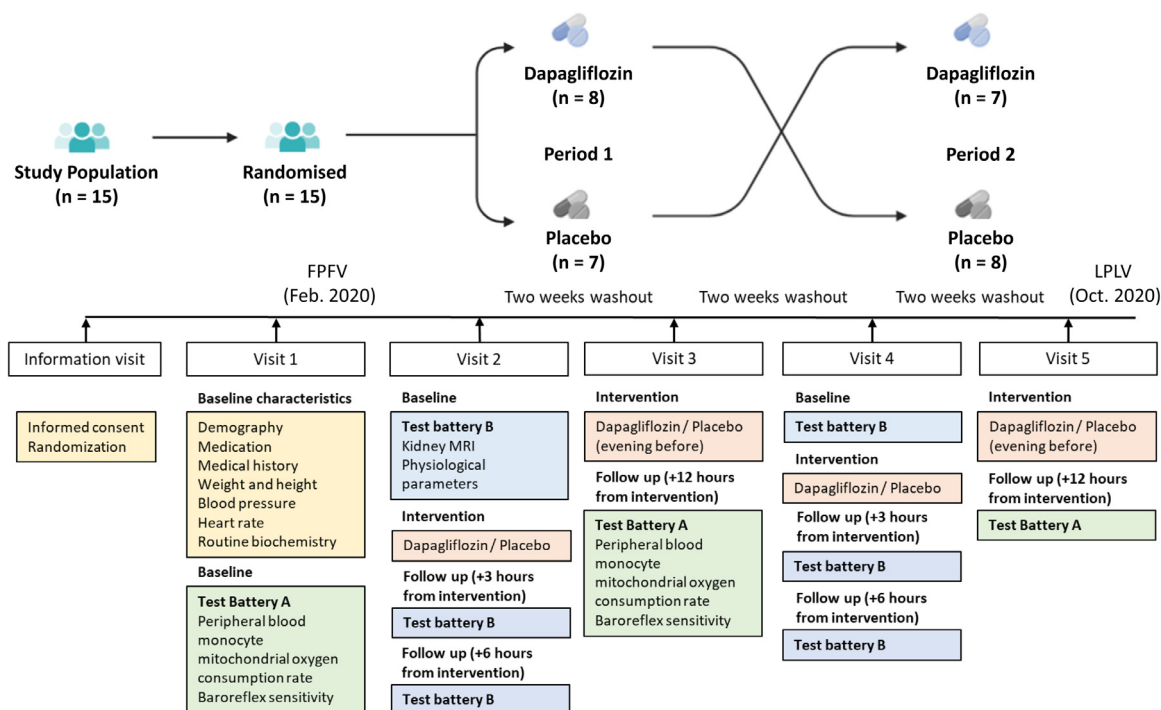 Dapagliflozin
(n = 8)
Dapagliflozin
(n = 7)
Study Population
(n = 15)
Randomised
(n = 15)
Period 1
Period 2
Placebo
(n = 7)
Placebo
(n = 8)
FPFV
(Feb. 2020)
LPLV
(Oct. 2020)
Two weeks washout
Two weeks washout
Two weeks washout
Information visit
Visit 1
Visit 2
Visit 3
Visit 4
Visit 5
Informed consent
Randomization
Baseline characteristics
Demography
Medication
Medical history
Weight and height
Blood pressure
Heart rate
Routine biochemistry
Baseline
Test Battery A
Peripheral blood
monocyte
mitochondrial oxygen
consumption rate
Baroreflex sensitivity
Baseline
Test battery B
Kidney MRI
Physiological
parameters
Intervention
Dapagliflozin / Placebo
Follow up (+3 hours
from intervention)
Test battery B
Follow up (+6 hours
from intervention)
Test battery B
Intervention
Dapagliflozin / Placebo
(evening before)
Follow up (+12 hours
from intervention)
Test Battery A
Peripheral blood
monocyte
mitochondrial oxygen
consumption rate
Baroreflex sensitivity
Baseline
Test battery B
Intervention
Dapagliflozin / Placebo
Follow up (+3 hours
from intervention)
Test battery B
Follow up (+6 hours
from intervention)
Test battery B
Intervention
Dapagliflozin / Placebo
(evening before)
Follow up (+12 hours
from intervention)
Test Battery A